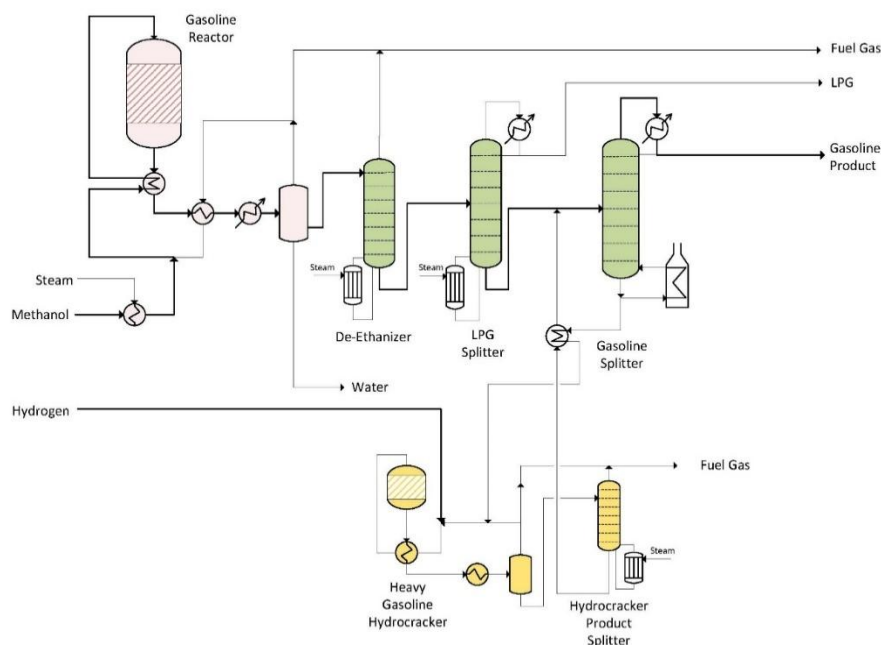 Gasoline
Reactor
Fuel Gas
LPG
Gasoline
Product
Steam
Methanol
Steam
Steam
De-Ethanizer
LPG
Splitter
Gasoline
Splitter
Water
Hydrogen
Fuel Gas
Steam
Heavy
Gasoline
Hydrocracker
Hydrocracker
Product
Splitter